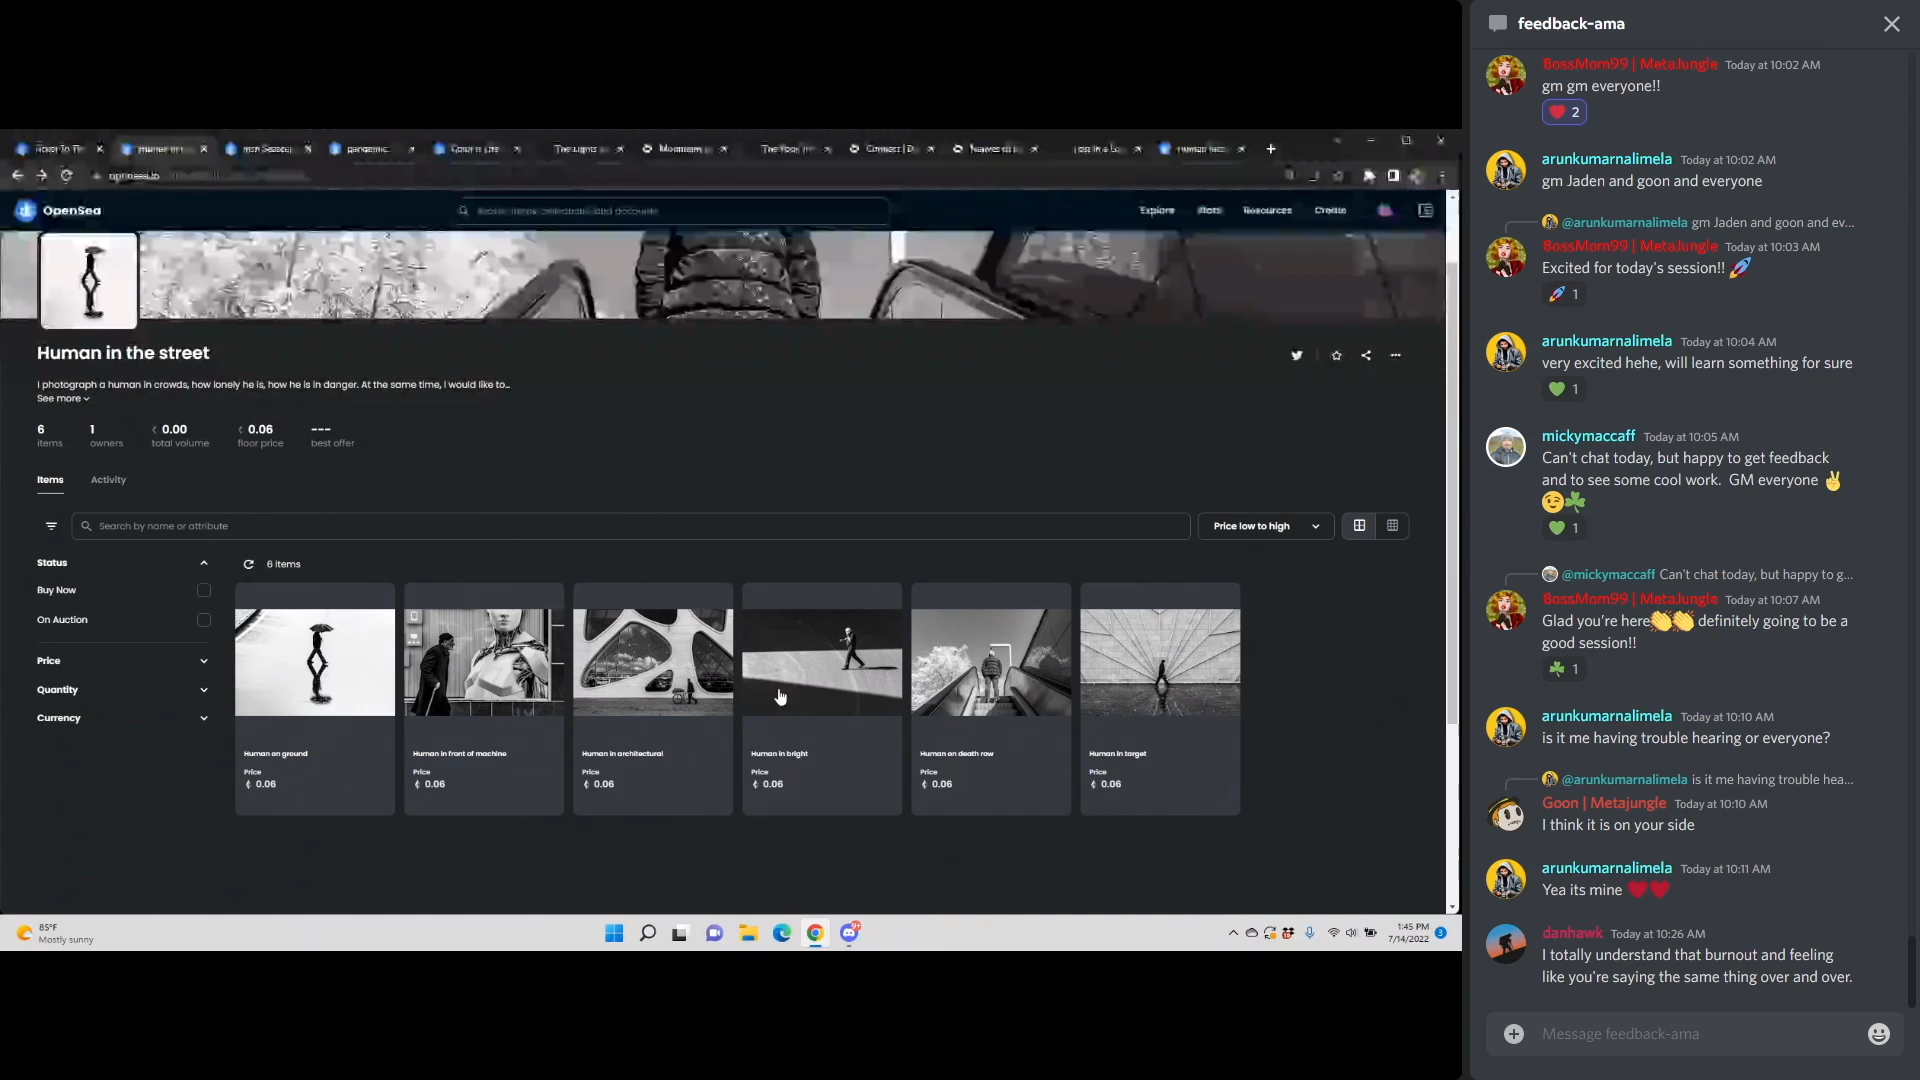 OpenSea
Explore
Resources
Create
Human in the street
I photograph a human in crowds, how lonely he is, how he is in danger. At the same time, I would like to...
See more
6
items
1
owners
0.00
total volume
0.06
floor price
---
best offer
Items
Activity
Search by name or attribute
Price low to high
Status
Buy Now
On Auction
Price
Quantity
Currency
6 items
Human on ground
Price
0.06
Human in front of machine
Price
0.06
Human in architectural
Price
0.06
Human in bright
Price
0.06
Human on death row
Price
0.06
Human in target
Price
0.06
85°F
Mostly sunny
1:45 PM
7/14/2022
3
feedback-ama
BossMom99 | MetaJungle Today at 10:02 AM
gm gm everyone!!
2
arunkumarnalimela Today at 10:02 AM
gm Jaden and goon and everyone
@arunkumarnalimela gm Jaden and goon and ev...
BossMom99 | MetaJungle Today at 10:03 AM
Excited for today's session!! 🚀
1
arunkumarnalimela Today at 10:04 AM
very excited hehe, will learn something for sure
1
mickymaccaff Today at 10:05 AM
Can't chat today, but happy to get feedback
and to see some cool work. GM everyone ✌
😉☘
1
@mickymaccaff Can't chat today, but happy to g...
BossMom99 | MetaJungle Today at 10:07 AM
Glad you're here👏👏 definitely going to be a
good session!!
1
arunkumarnalimela Today at 10:10 AM
is it me having trouble hearing or everyone?
@arunkumarnalimela is it me having trouble hea...
Goon | Metajungle Today at 10:10 AM
I think it is on your side
arunkumarnalimela Today at 10:11 AM
Yea its mine ♥♥
danhawk Today at 10:26 AM
I totally understand that burnout and feeling
like you're saying the same thing over and over.
Message feedback-ama